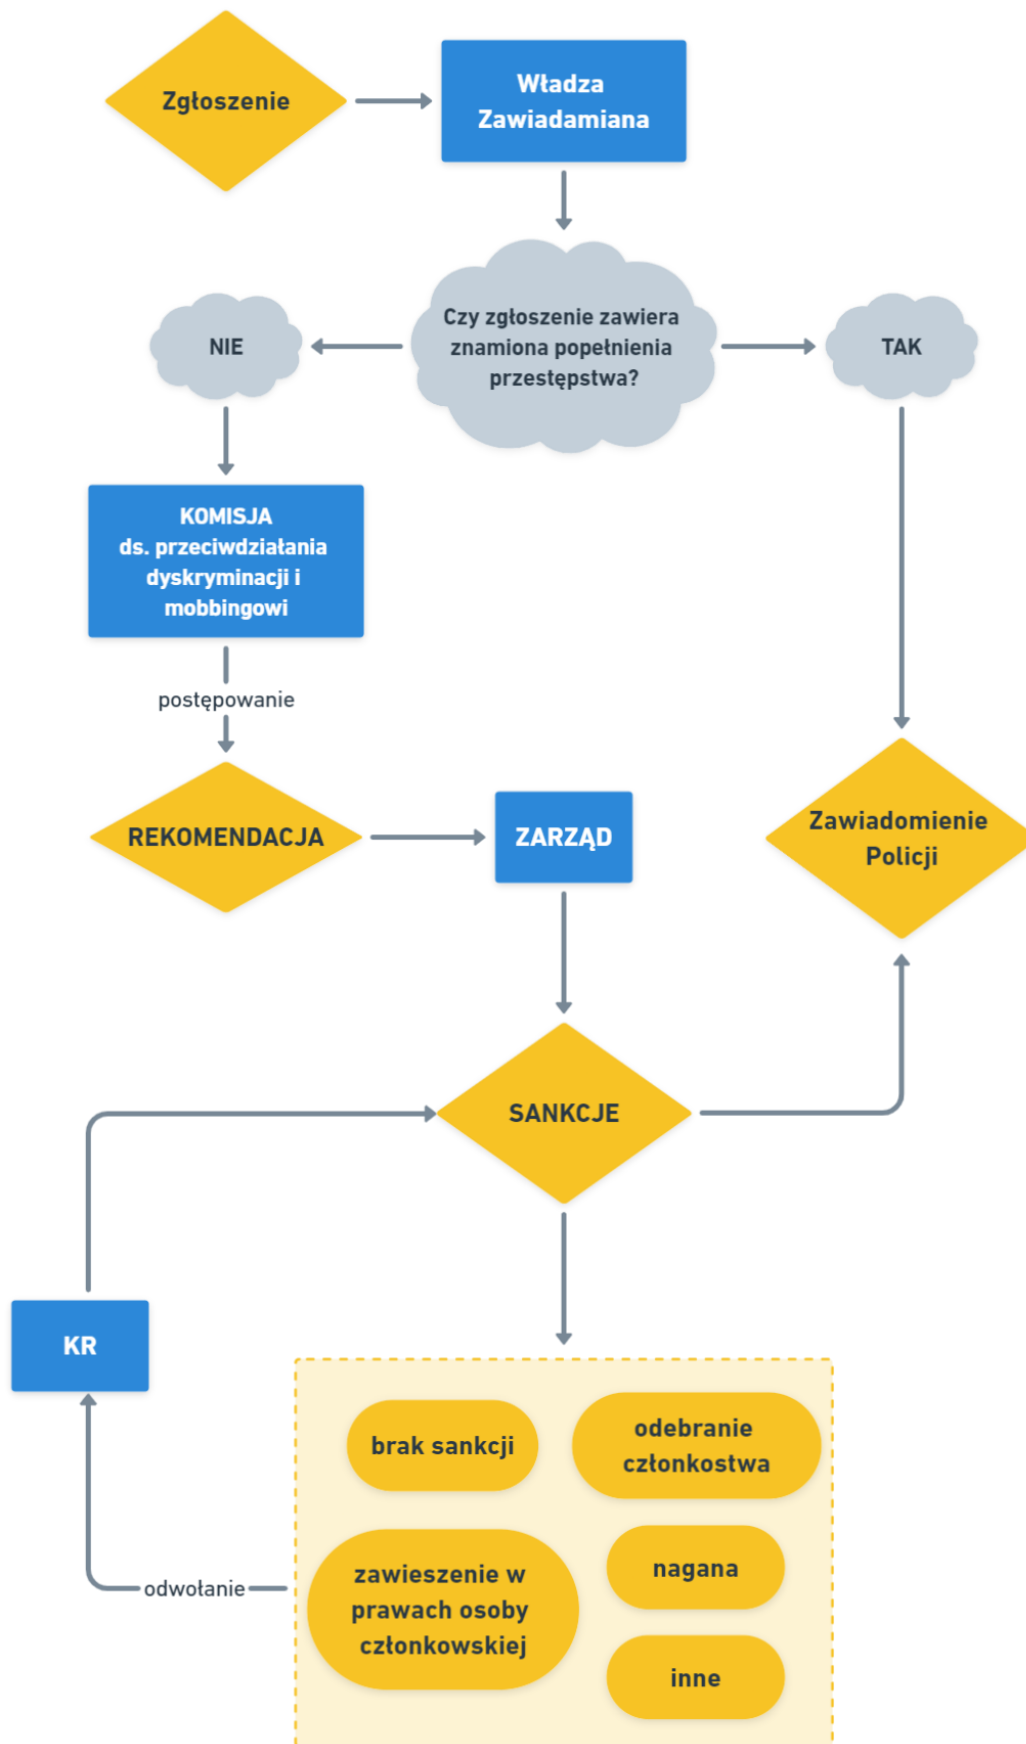 Zgłoszenie
Władza
Zawiadamiana
Czy zgłoszenie zawiera
znamiona popełnienia
przestępstwa?
NIE
TAK
KOMISJA
ds. przeciwdziałania
dyskryminacji i
mobbingowi
postępowanie
REKOMENDACJA
ZARZĄD
Zawiadomienie
Policji
SANKCJE
KR
brak sankcji
odebranie
członkostwa
zawieszenie w
prawach osoby
członkowskiej
nagana
inne
odwołanie